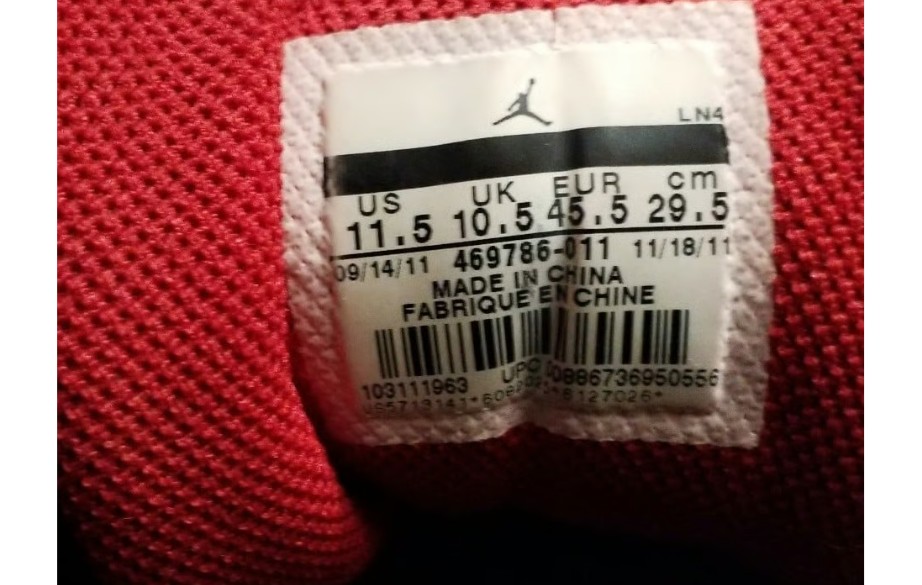 LN4
US UK EUR cm
11.5 10.5 45.5 29.5
09/14/11 469786-011 11/18/11
MADE IN CHINA
FABRIQUE EN CHINE
103111963 UPC 00886736950556